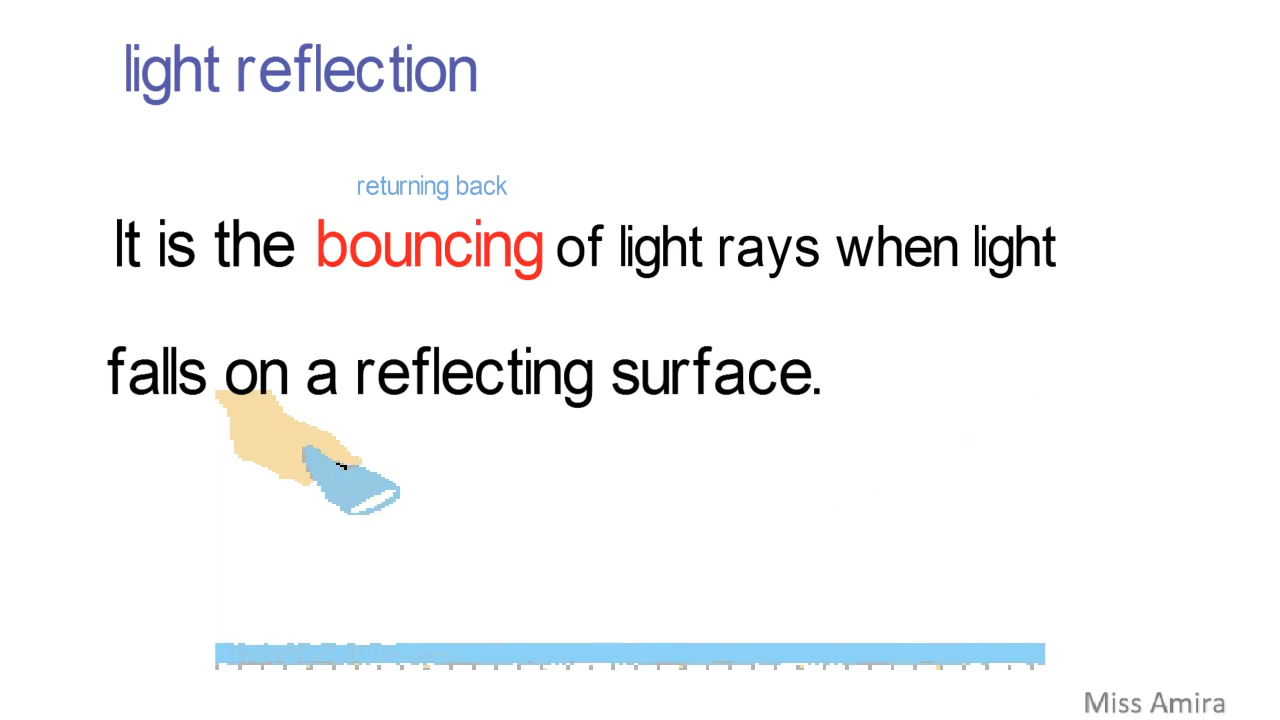 light reflection
returning back
It is the bouncing of light rays when light
falls on a reflecting surface.
Miss Amira